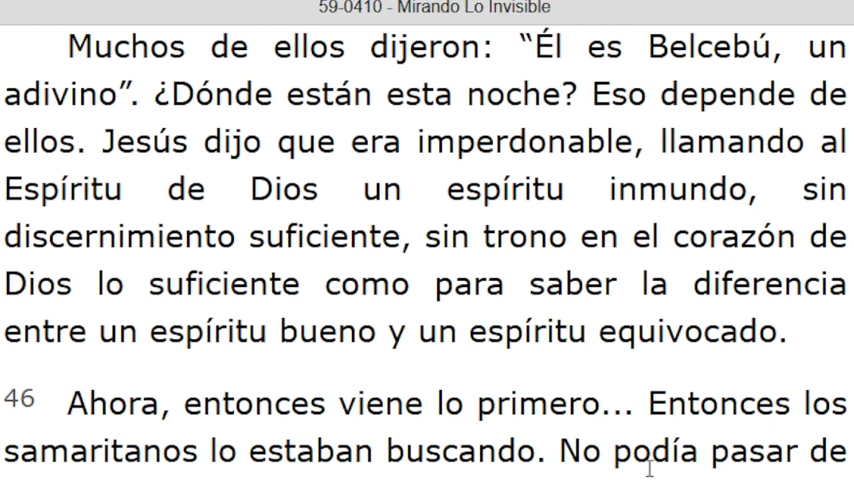 59-0410 - Mirando Lo Invisible
Muchos de ellos dijeron: “Él es Belcebú, un
adivino”. ¿Dónde están esta noche? Eso depende de
ellos. Jesús dijo que era imperdonable, llamando al
Espíritu de Dios un espíritu inmundo, sin
discernimiento suficiente, sin trono en el corazón de
Dios lo suficiente como para saber la diferencia
entre un espíritu bueno y un espíritu equivocado.
46 Ahora, entonces viene lo primero... Entonces los
samaritanos lo estaban buscando. No podía pasar de